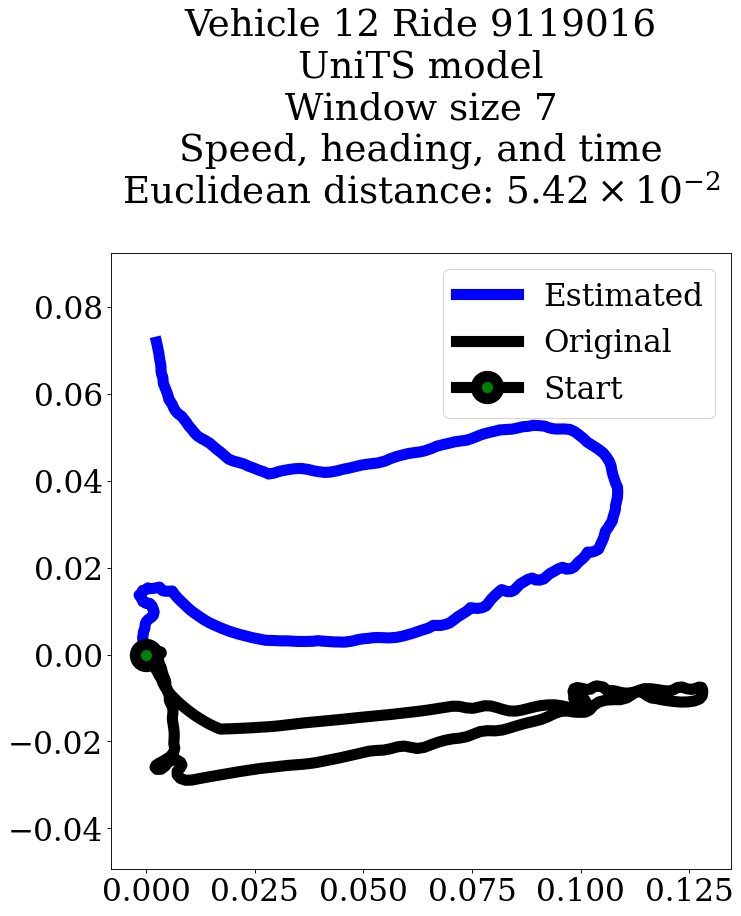 Vehicle 12 Ride 9119016
UniTS model
Window size 7
Speed, heading, and time
Euclidean distance: 5.42 × 10⁻²
Estimated
Original
Start
0.08
0.06
0.04
0.02
0.00
−0.02
−0.04
0.000 0.025 0.050 0.075 0.100 0.125